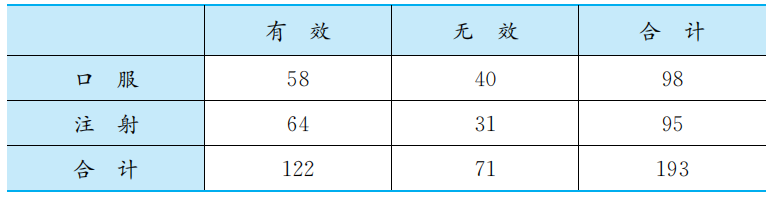 有 效 无 效 合 计
口 服 58 40 98
注 射 64 31 95
合 计 122 71 193